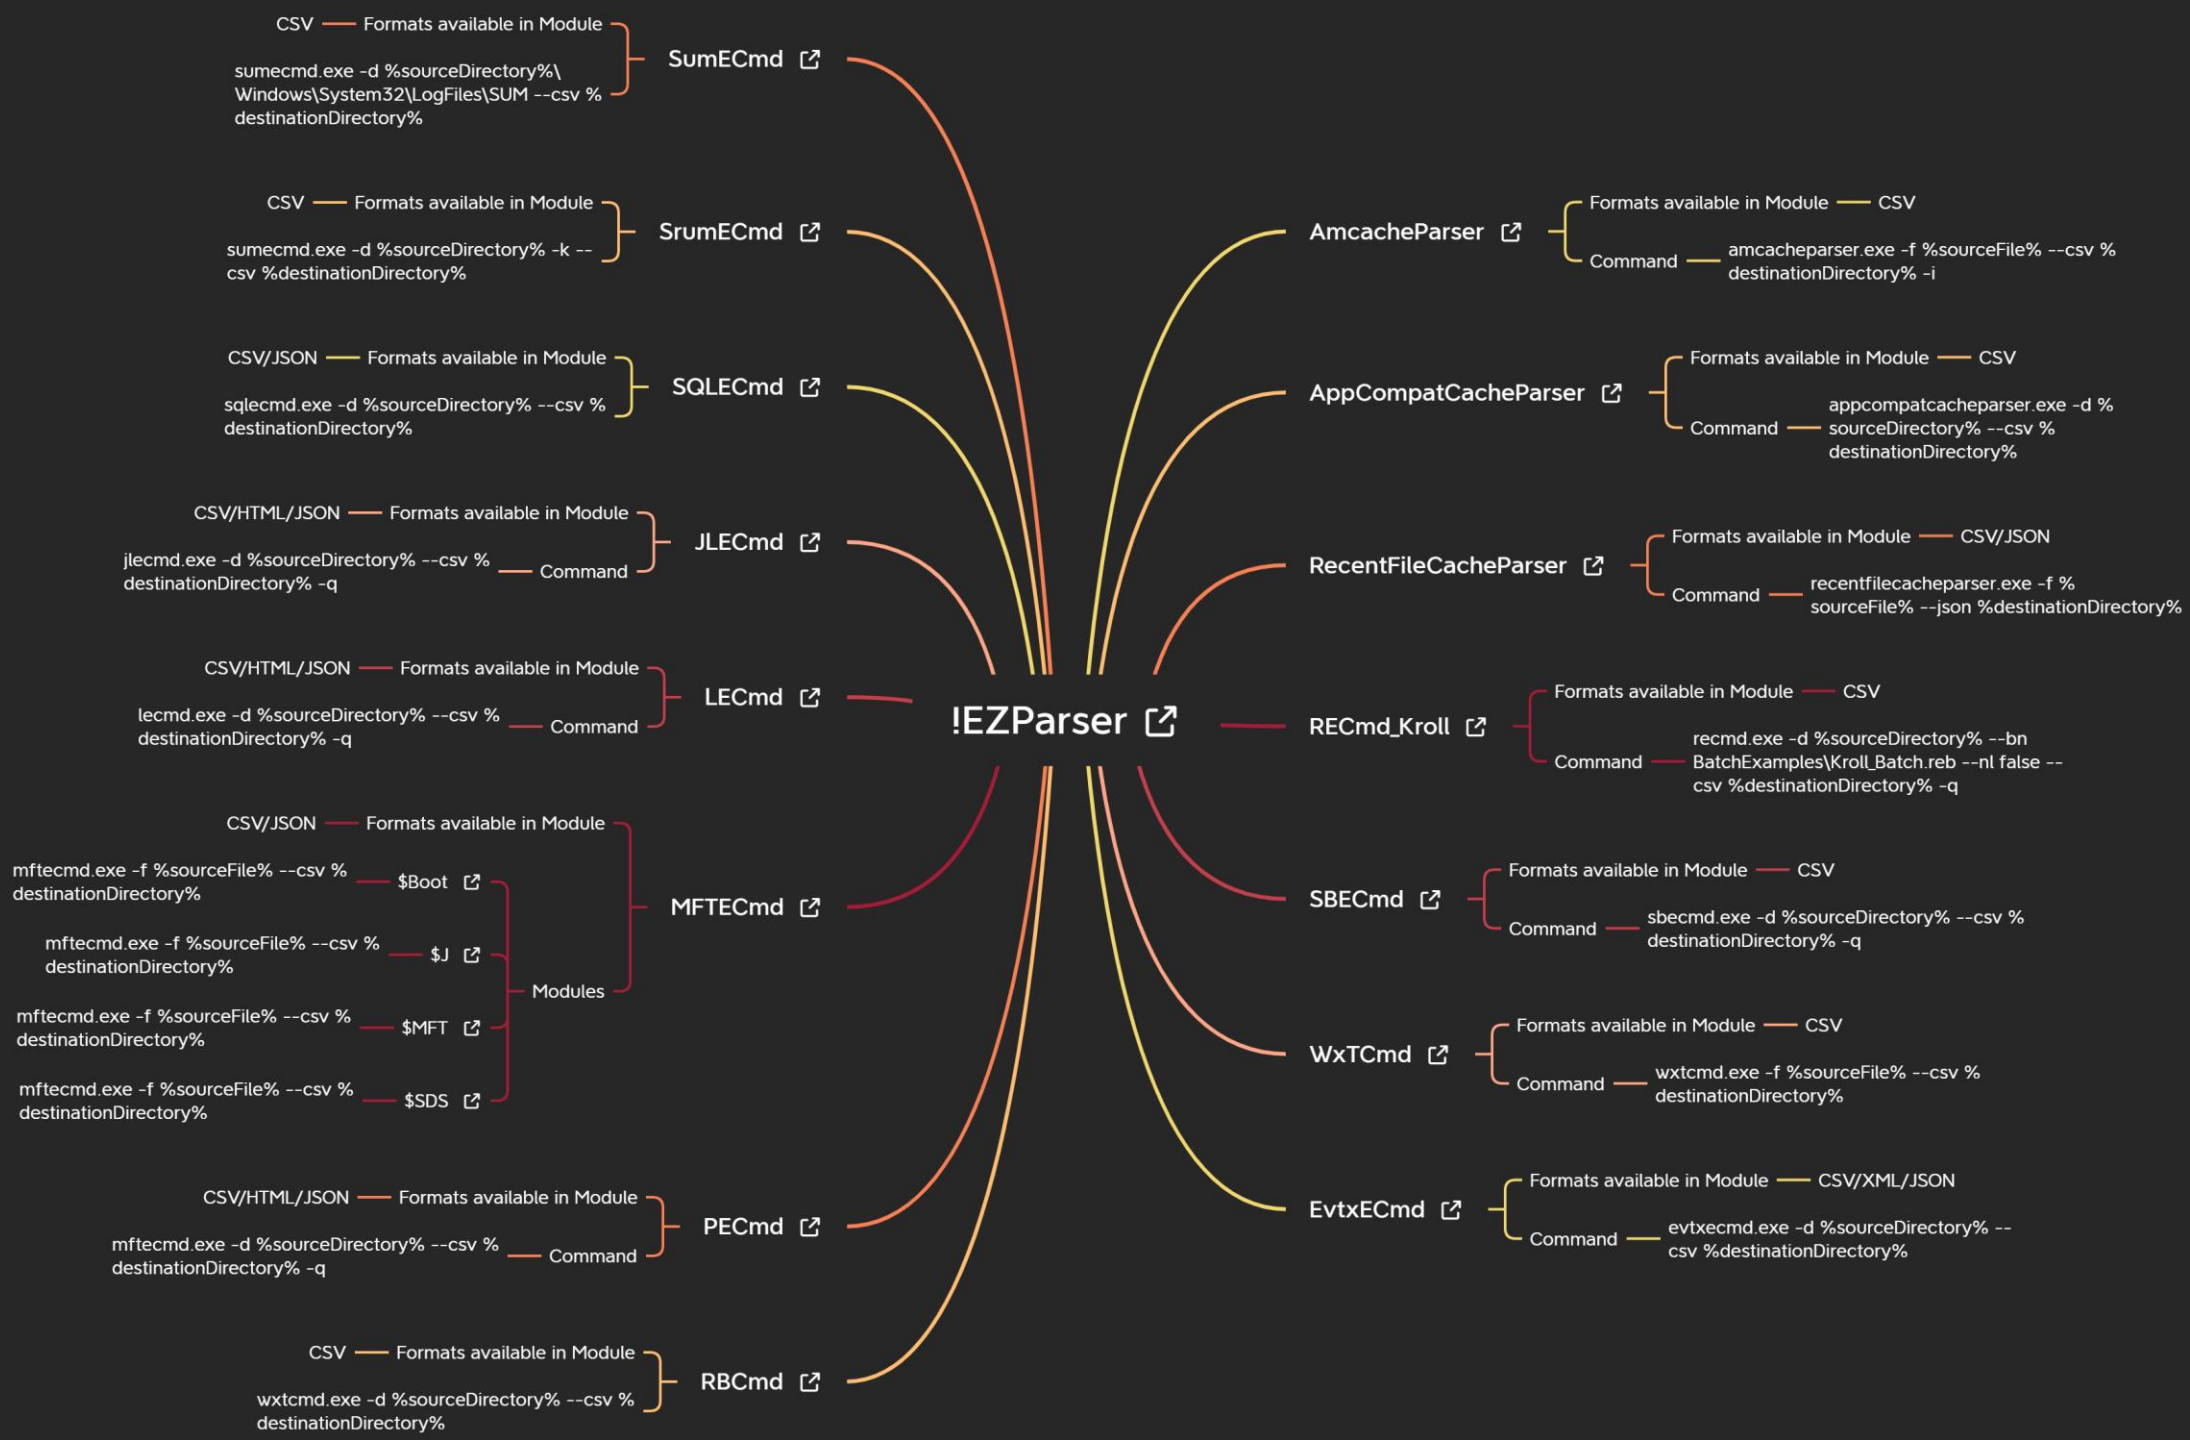 !EZParser
SumECmd
Formats available in Module
CSV
sumecmd.exe -d %sourceDirectory%\
Windows\System32\LogFiles\SUM --csv %
destinationDirectory%
SrumECmd
Formats available in Module
CSV
sumecmd.exe -d %sourceDirectory% -k --
csv %destinationDirectory%
SQLECmd
Formats available in Module
CSV/JSON
sqlecmd.exe -d %sourceDirectory% --csv %
destinationDirectory%
JLECmd
Formats available in Module
CSV/HTML/JSON
Command
jlecmd.exe -d %sourceDirectory% --csv %
destinationDirectory% -q
LECmd
Formats available in Module
CSV/HTML/JSON
Command
lecmd.exe -d %sourceDirectory% --csv %
destinationDirectory% -q
MFTECmd
Formats available in Module
CSV/JSON
Modules
$Boot
mftecmd.exe -f %sourceFile% --csv %
destinationDirectory%
$J
mftecmd.exe -f %sourceFile% --csv %
destinationDirectory%
$MFT
mftecmd.exe -f %sourceFile% --csv %
destinationDirectory%
$SDS
mftecmd.exe -f %sourceFile% --csv %
destinationDirectory%
PECmd
Formats available in Module
CSV/HTML/JSON
Command
mftecmd.exe -d %sourceDirectory% --csv %
destinationDirectory% -q
RBCmd
Formats available in Module
CSV
wxtcmd.exe -d %sourceDirectory% --csv %
destinationDirectory%
AmcacheParser
Formats available in Module
CSV
Command
amcacheparser.exe -f %sourceFile% --csv %
destinationDirectory% -i
AppCompatCacheParser
Formats available in Module
CSV
Command
appcompatcacheparser.exe -d %
sourceDirectory% --csv %
destinationDirectory%
RecentFileCacheParser
Formats available in Module
CSV/JSON
Command
recentfilecacheparser.exe -f %
sourceFile% --json %destinationDirectory%
RECmd_Kroll
Formats available in Module
CSV
Command
recmd.exe -d %sourceDirectory% --bn
BatchExamples\Kroll_Batch.reb --nl false --
csv %destinationDirectory% -q
SBECmd
Formats available in Module
CSV
Command
sbecmd.exe -d %sourceDirectory% --csv %
destinationDirectory% -q
WxTCmd
Formats available in Module
CSV
Command
wxtcmd.exe -f %sourceFile% --csv %
destinationDirectory%
EvtxECmd
Formats available in Module
CSV/XML/JSON
Command
evtxecmd.exe -d %sourceDirectory% --
csv %destinationDirectory%